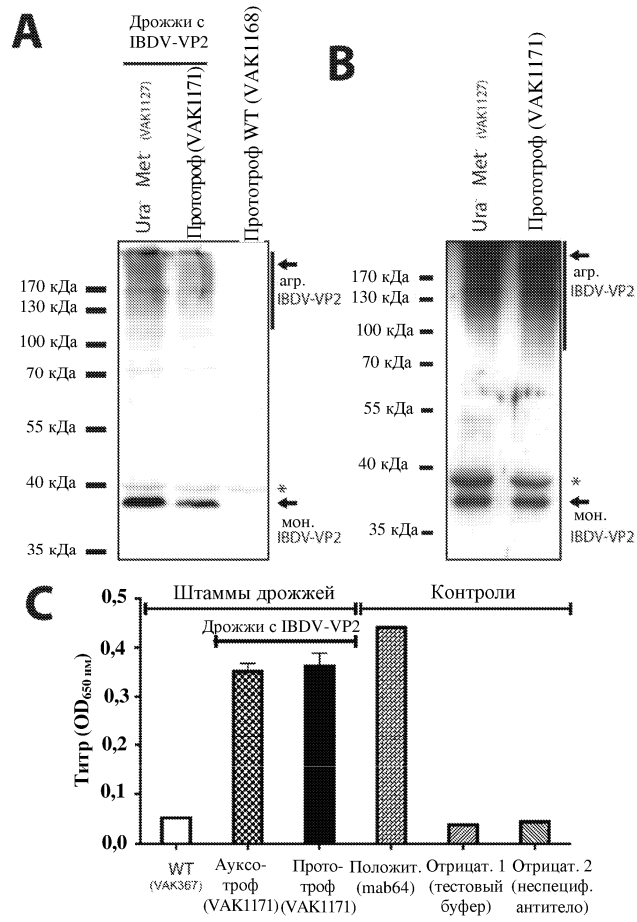 A
Дрожжи с
IBDV-VP2
Ura⁻ Met⁻ (VAK1127)
Прототроф (VAK1171)
Прототроф WT (VAK1168)
170 кДа
130 кДа
100 кДа
70 кДа
55 кДа
40 кДа
35 кДа
агр.
IBDV-VP2
*
мон.
IBDV-VP2
B
Ura⁻ Met⁻ (VAK1127)
Прототроф (VAK1171)
170 кДа
130 кДа
100 кДа
70 кДа
55 кДа
40 кДа
35 кДа
агр.
IBDV-VP2
*
мон.
IBDV-VP2
C
Штаммы дрожжей
Контроли
Дрожжи с IBDV-VP2
Титр (OD650 нм)
0,5
0,4
0,3
0,2
0,1
0,0
WT
(VAK367)
Ауксо-
троф
(VAK1171)
Прото-
троф
(VAK1171)
Положит.
(mab64)
Отрицат. 1
(тестовый
буфер)
Отрицат. 2
(неспециф.
антитело)